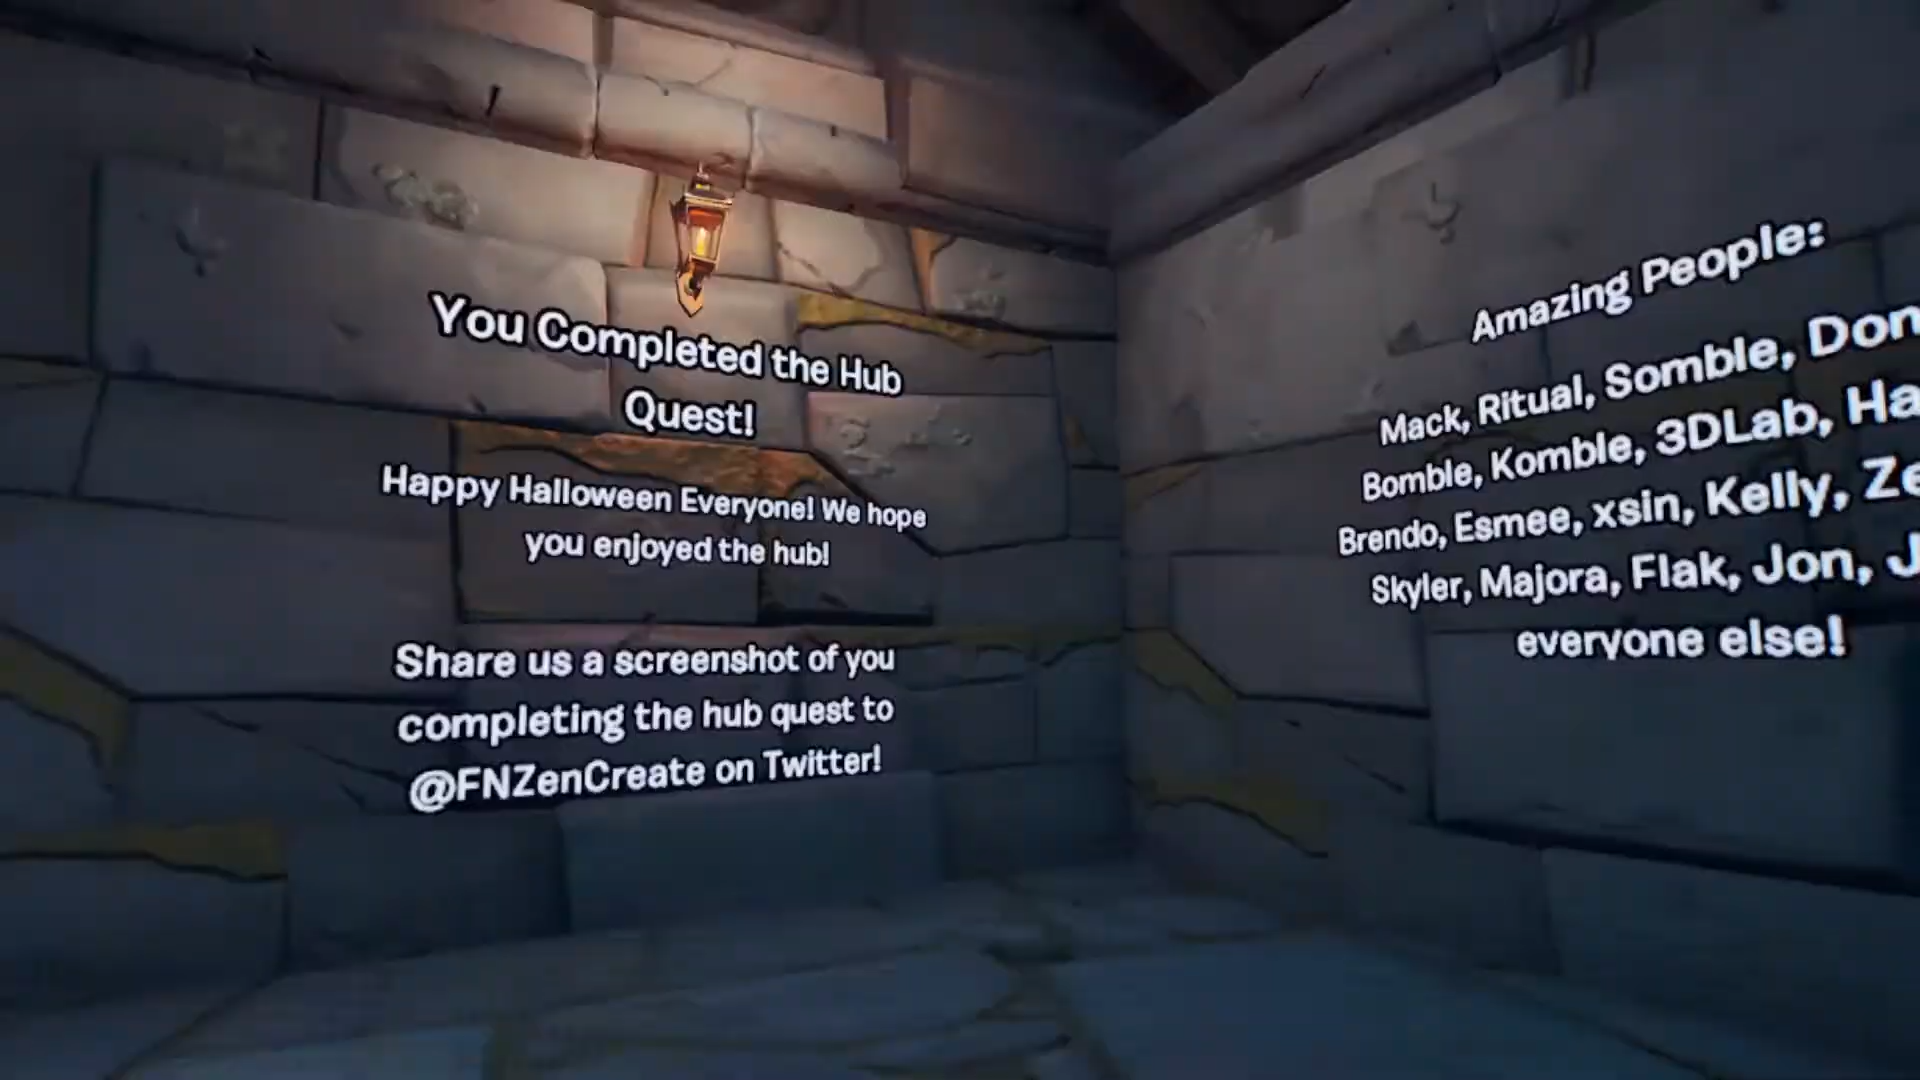 You Completed the Hub
Quest!
Happy Halloween Everyone! We hope
you enjoyed the hub!
Share us a screenshot of you
completing the hub quest to
@FNZenCreate on Twitter!
Amazing People:
Mack, Ritual, Somble,
Bomble, Komble, 3DLab,
Brendo, Esmee, xsin, Kelly,
Skyler, Majora, Flak, Jon,
everyone else!